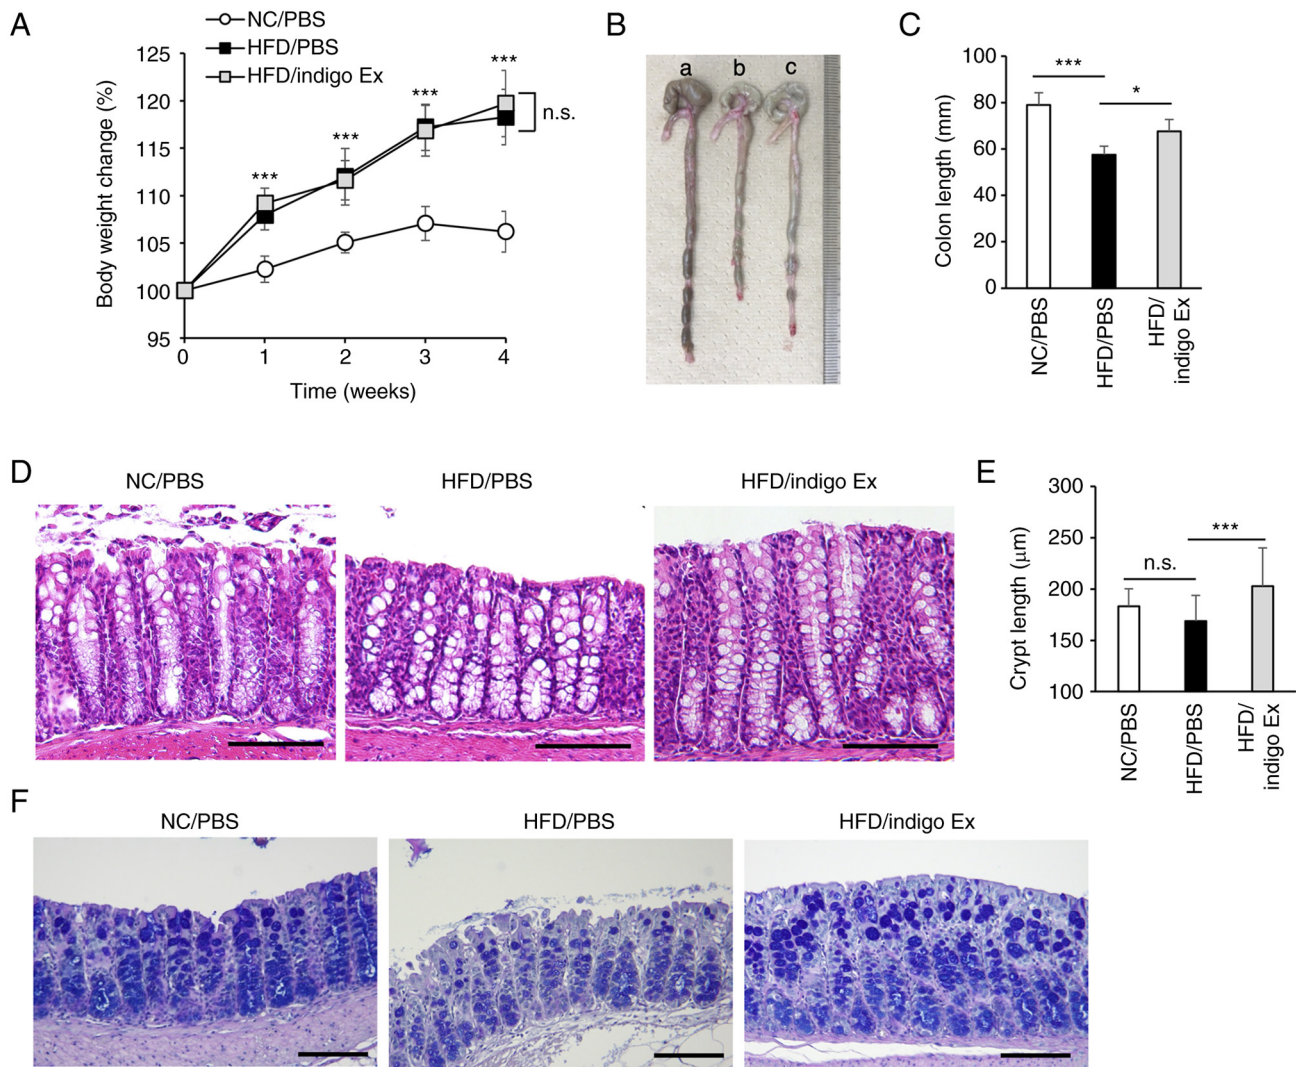 A
NC/PBS
HFD/PBS
HFD/indigo Ex
Body weight change (%)
125
120
115
110
105
100
95
***
***
***
***
n.s.
0
1
2
3
4
Time (weeks)
B
a
b
c
C
Colon length (mm)
100
80
60
40
20
0
***
*
NC/PBS
HFD/PBS
HFD/
indigo Ex
D
NC/PBS
HFD/PBS
HFD/indigo Ex
E
Crypt length (μm)
300
250
200
150
100
n.s.
***
NC/PBS
HFD/PBS
HFD/
indigo Ex
F
NC/PBS
HFD/PBS
HFD/indigo Ex